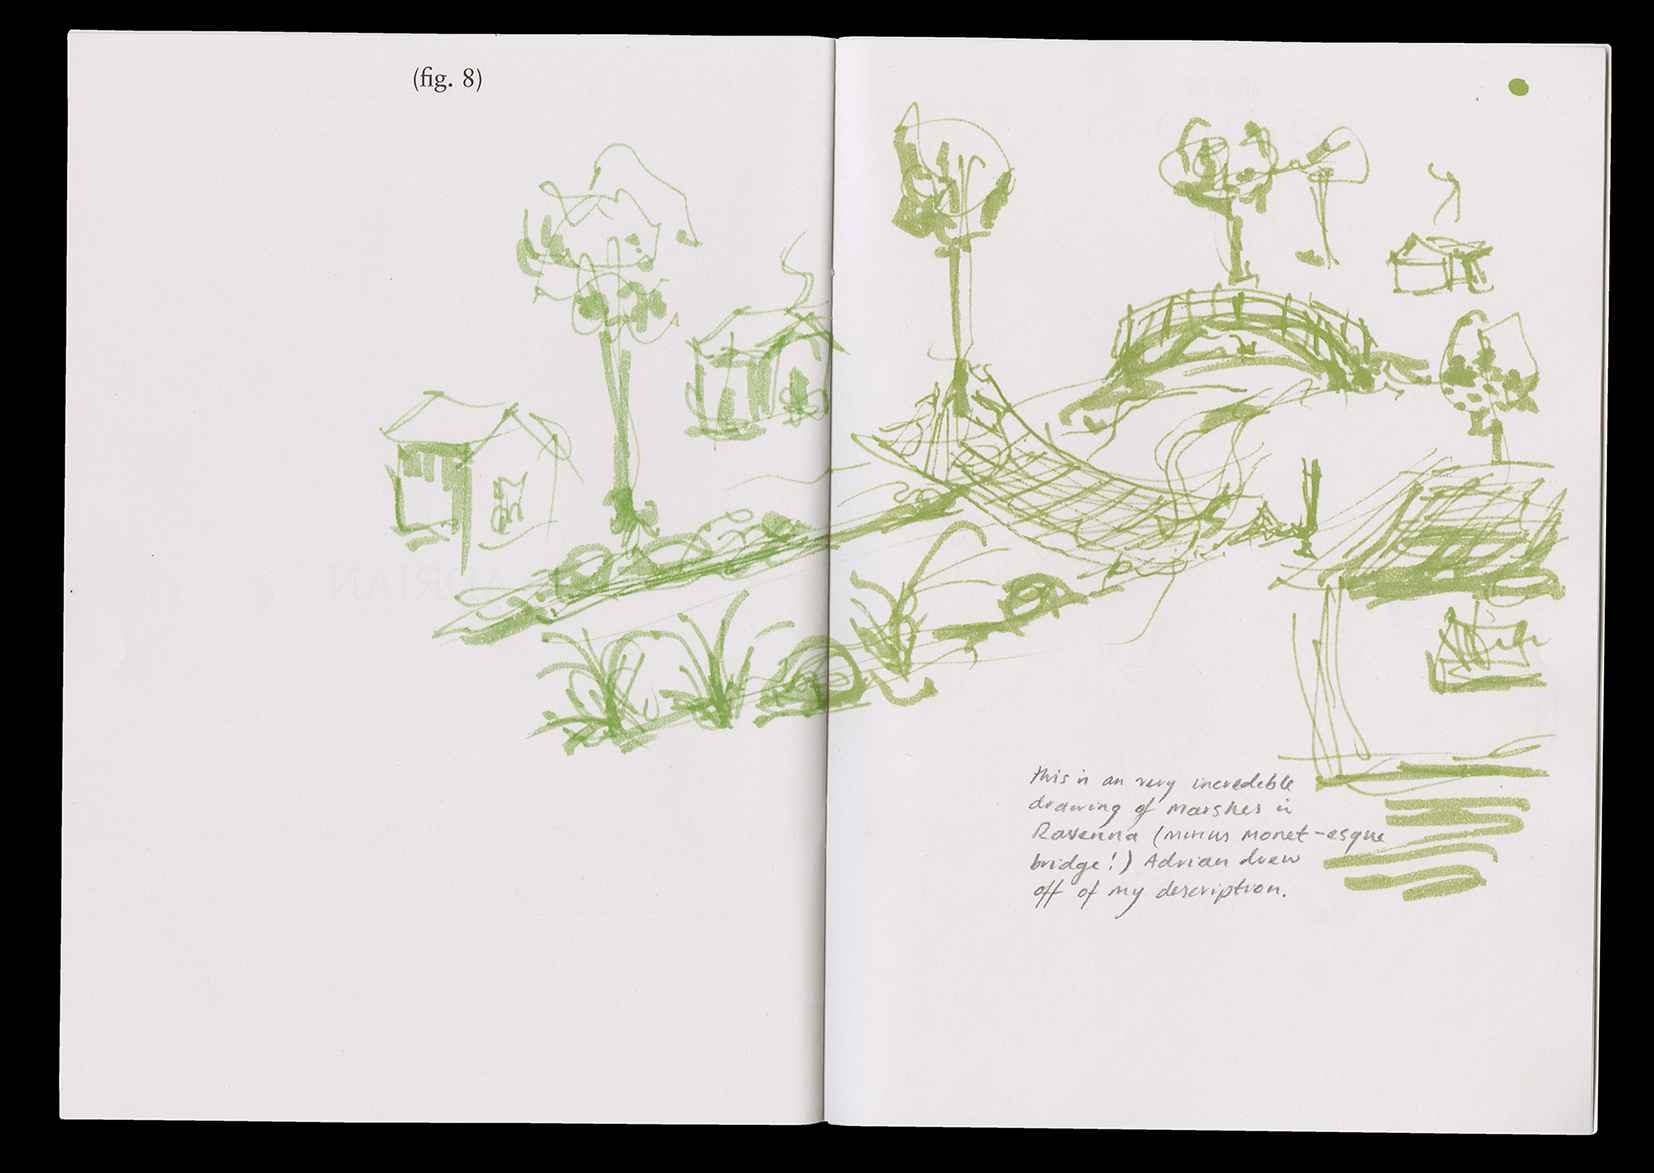 (fig. 8)
this is an very incredible
drawing of marshes in
Ravenna (minus monet-esque
bridge!) Adrian drew
off of my description.